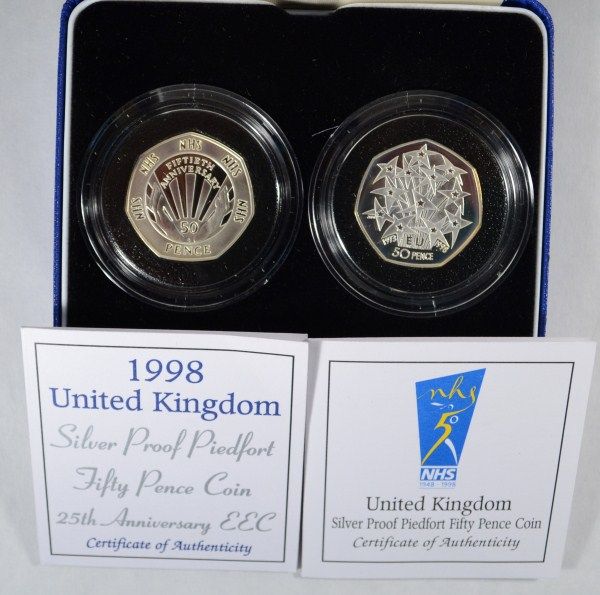 NHS NHS NHS NHS NHS
FIFTIETH
ANNIVERSARY
50
PENCE
1973 EU 1998
50 PENCE
1998
United Kingdom
Silver Proof Piedfort
Fifty Pence Coin
25th Anniversary EEC
Certificate of Authenticity
nhs
50
NHS
1948 - 1998
United Kingdom
Silver Proof Piedfort Fifty Pence Coin
Certificate of Authenticity